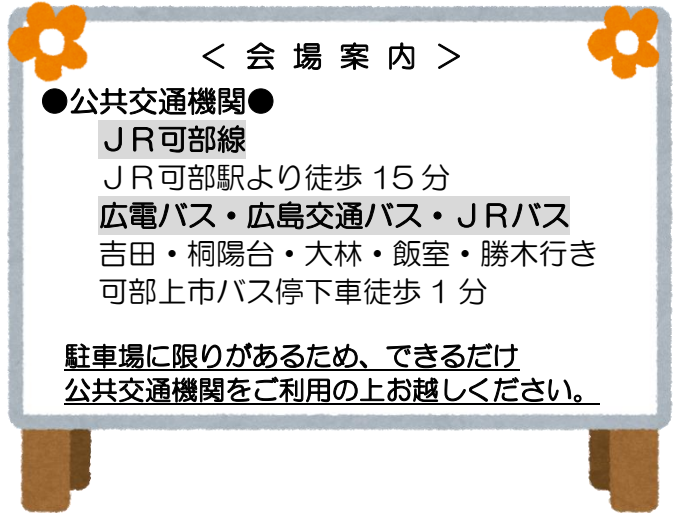 ＜ 会 場 案 内 ＞
●公共交通機関●
ＪＲ可部線
ＪＲ可部駅より徒歩 15 分
広電バス・広島交通バス・ＪＲバス
吉田・桐陽台・大林・飯室・勝木行き
可部上市バス停下車徒歩 1 分
駐車場に限りがあるため、できるだけ
公共交通機関をご利用の上お越しください。